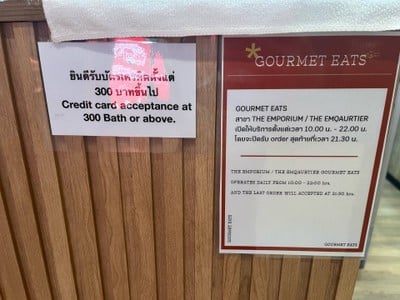 ยินดีรับบัตรเครดิตตั้งแต่
300 บาทขึ้นไป
Credit card acceptance at
300 Bath or above.
GOURMET EATS
GOURMET EATS
สาขา THE EMPORIUM / THE EMQAURTIER
เปิดให้บริการตั้งแต่เวลา 10.00 น. - 22.00 น.
โดยจะปิดรับ order สุดท้ายที่เวลา 21.30 น.
THE EMPORIUM / THE EMQAURTIER GOURMET EATS
OPERATES DAILY FROM 10:00 - 22:00 hrs.
AND THE LAST ORDER WILL ACCEPTED AT 21:30 hrs.
GOURMET EATS
GOURMET EATS